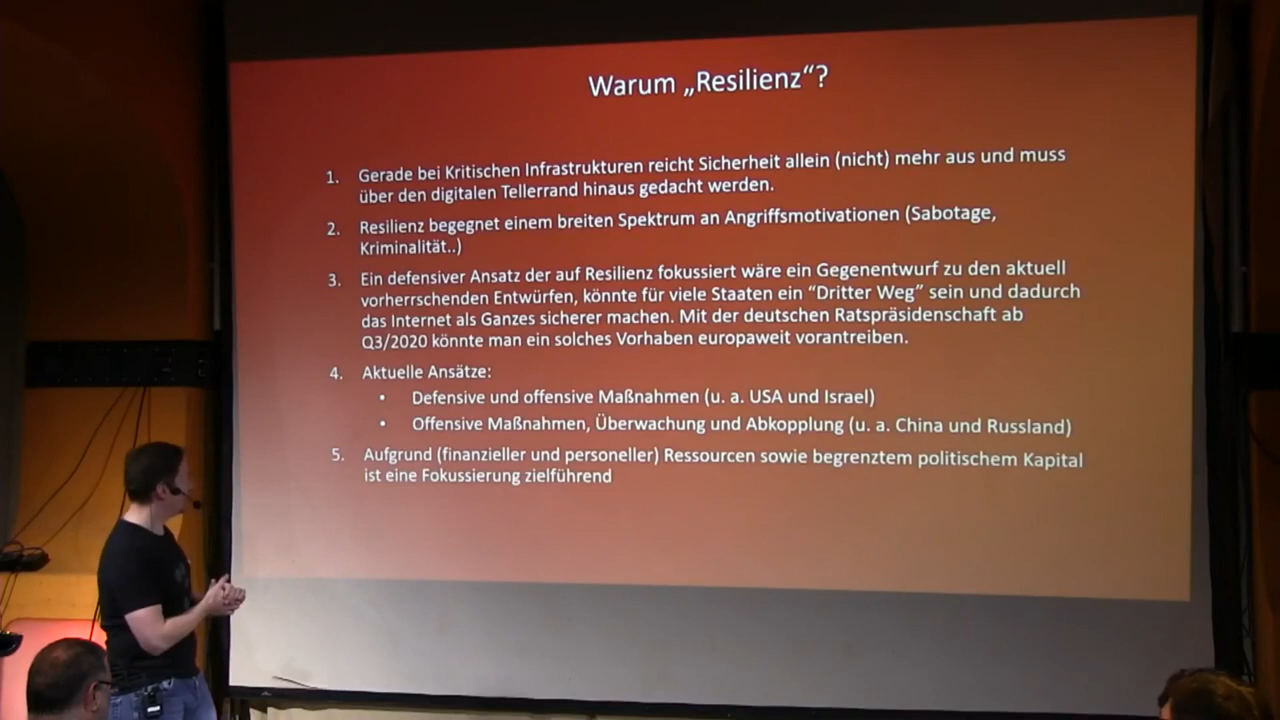 Warum „Resilienz“?
1. Gerade bei Kritischen Infrastrukturen reicht Sicherheit allein (nicht) mehr aus und muss
über den digitalen Tellerrand hinaus gedacht werden.
2. Resilienz begegnet einem breiten Spektrum an Angriffsmotivationen (Sabotage,
Kriminalität..)
3. Ein defensiver Ansatz der auf Resilienz fokussiert wäre ein Gegenentwurf zu den aktuell
vorherrschenden Entwürfen, könnte für viele Staaten ein “Dritter Weg” sein und dadurch
das Internet als Ganzes sicherer machen. Mit der deutschen Ratspräsidenschaft ab
Q3/2020 könnte man ein solches Vorhaben europaweit vorantreiben.
4. Aktuelle Ansätze:
• Defensive und offensive Maßnahmen (u. a. USA und Israel)
• Offensive Maßnahmen, Überwachung und Abkopplung (u. a. China und Russland)
5. Aufgrund (finanzieller und personeller) Ressourcen sowie begrenztem politischem Kapital
ist eine Fokussierung zielführend